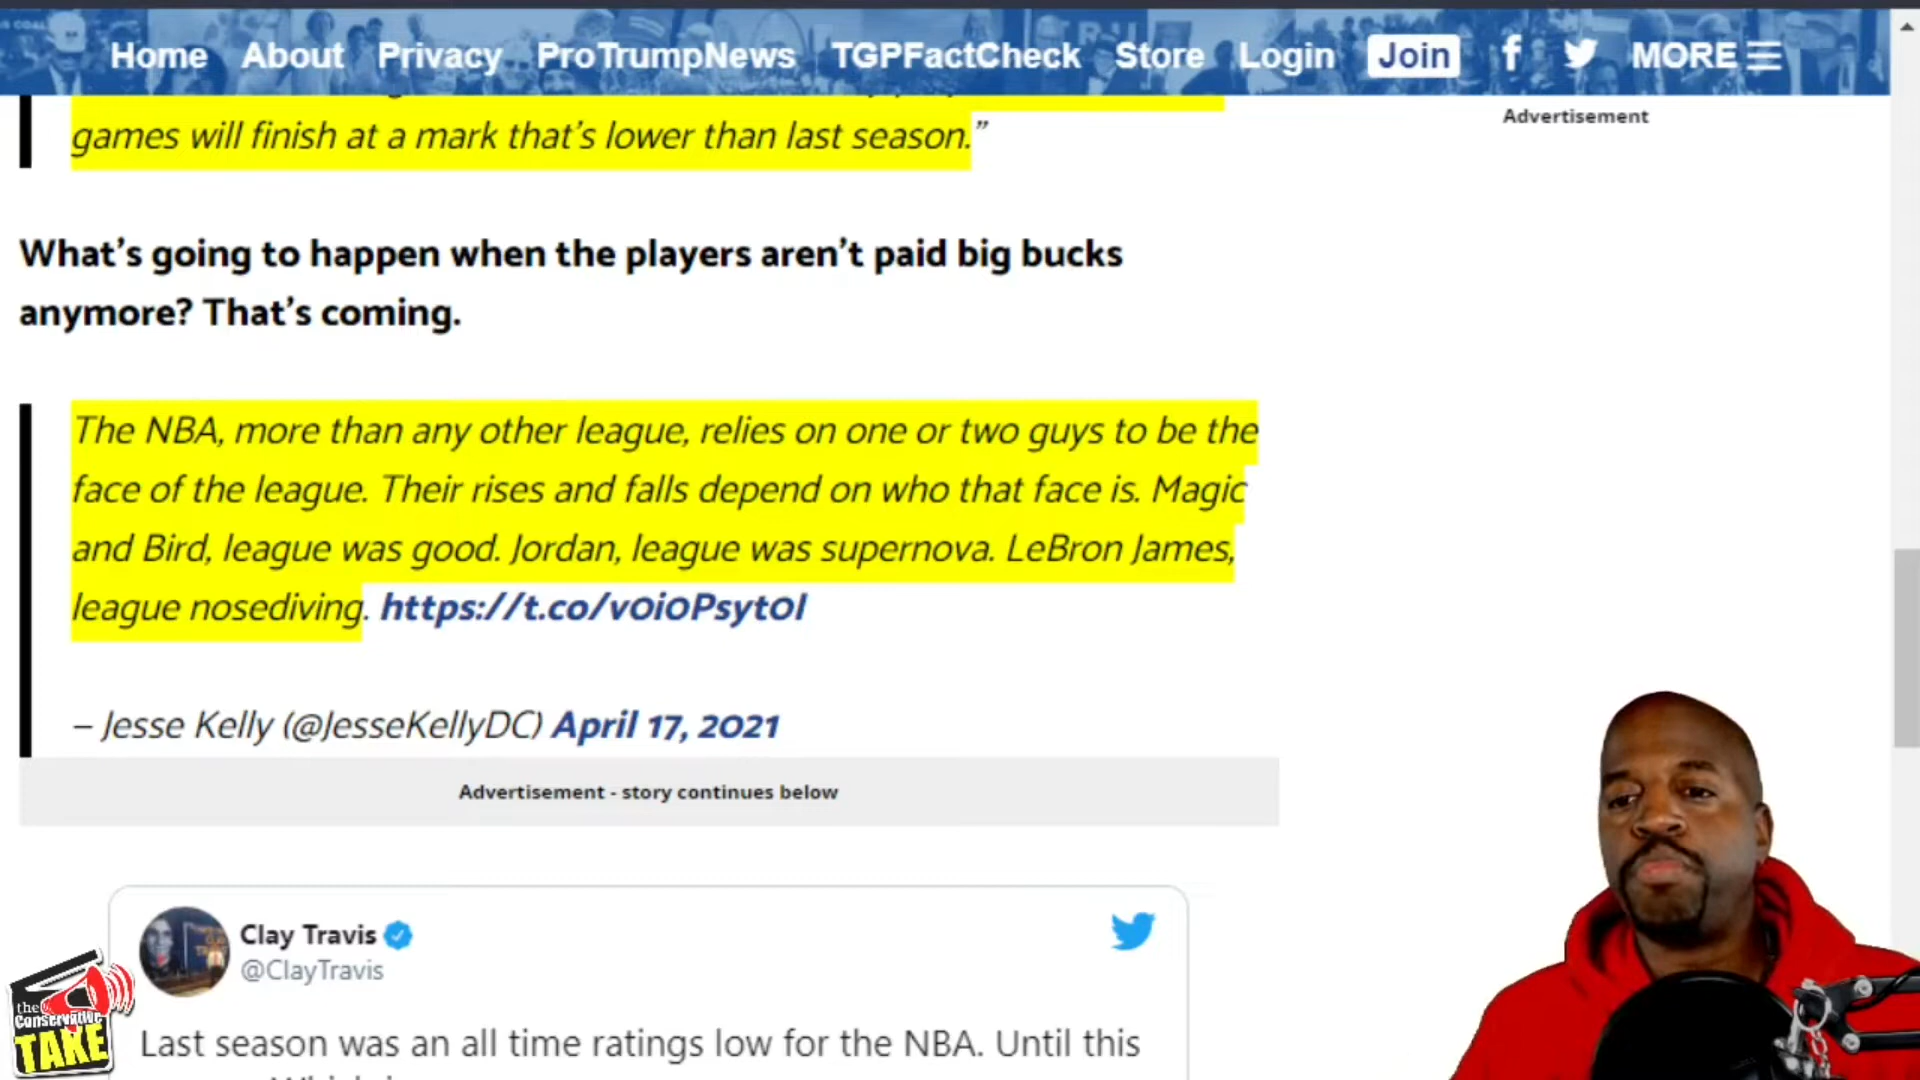 Home About Privacy ProTrumpNews TGPFactCheck Store Login Join f MORE
games will finish at a mark that's lower than last season.”
Advertisement
What's going to happen when the players aren't paid big bucks
anymore? That's coming.
The NBA, more than any other league, relies on one or two guys to be the
face of the league. Their rises and falls depend on who that face is. Magic
and Bird, league was good. Jordan, league was supernova. LeBron James,
league nosediving. https://t.co/v0i0Psyt0l
– Jesse Kelly (@JesseKellyDC) April 17, 2021
Advertisement - story continues below
Clay Travis
@ClayTravis
Last season was an all time ratings low for the NBA. Until this
the
Conservative
TAKE